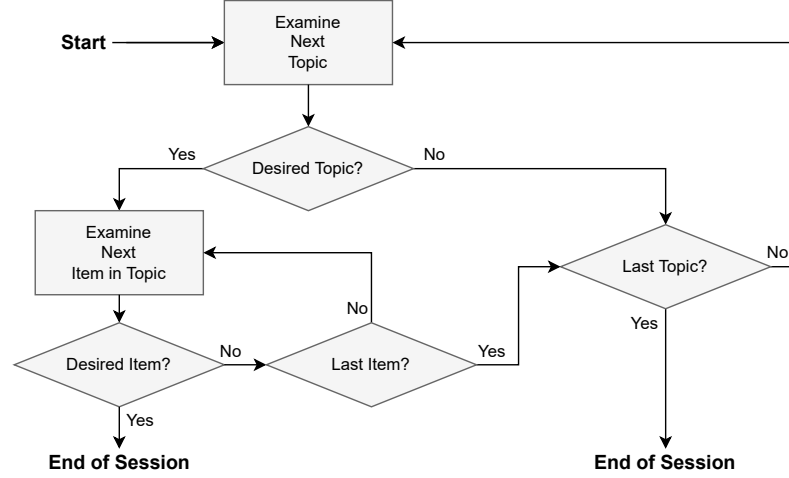 Examine
Next
Topic
Start
Yes
Desired Topic?
No
Examine
Next
Item in Topic
Last Topic?
No
No
Yes
Desired Item?
No
Last Item?
Yes
Yes
End of Session
End of Session